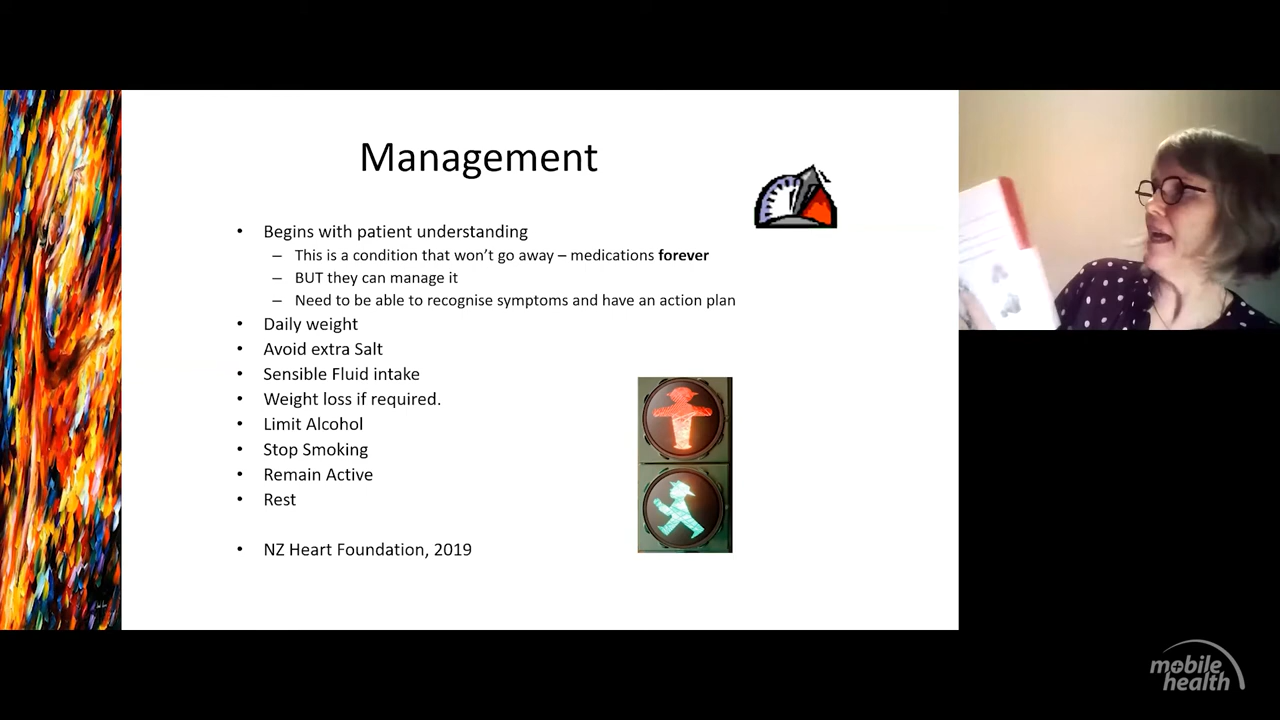 Management
• Begins with patient understanding
– This is a condition that won't go away – medications forever
– BUT they can manage it
– Need to be able to recognise symptoms and have an action plan
• Daily weight
• Avoid extra Salt
• Sensible Fluid intake
• Weight loss if required.
• Limit Alcohol
• Stop Smoking
• Remain Active
• Rest
• NZ Heart Foundation, 2019
mobile
health